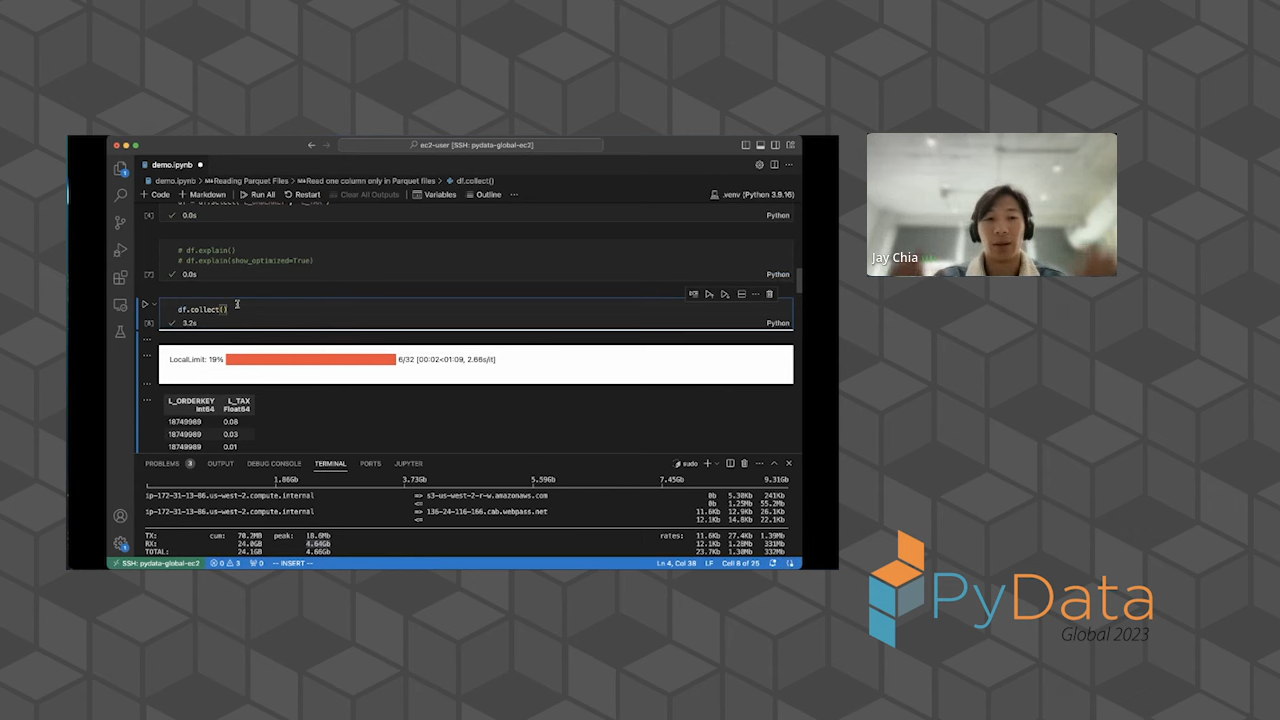 ec2-user [SSH: pydata-global-ec2]
demo.ipynb
demo.ipynb > Reading Parquet Files > Read one column only in Parquet files > df.collect()
Code + Markdown Run All Restart Clear All Outputs Variables Outline ... .venv (Python 3.9.16)
[4] 0.0s Python
# df.explain()
# df.explain(show_optimized=True)
[7] 0.0s Python
df.collect()
[8] 3.2s Python
LocalLimit: 19% 6/32 [00:02<01:09, 2.66s/it]
L_ORDERKEY L_TAX
Int64 Float64
18749989 0.08
18749989 0.03
18749989 0.01
PROBLEMS 3 OUTPUT DEBUG CONSOLE TERMINAL PORTS JUPYTER sudo
1.86Gb 3.73Gb 5.59Gb 7.45Gb 9.31Gb
ip-172-31-13-86.us-west-2.compute.internal => s3-us-west-2-r-w.amazonaws.com 0b 5.30Kb 241Kb
<= 0b 1.25Mb 55.2Mb
ip-172-31-13-86.us-west-2.compute.internal => 136-24-116-166.cab.webpass.net 11.6Kb 12.9Kb 26.1Kb
<= 12.1Kb 14.8Kb 22.1Kb
TX: cum: 70.2MB peak: 18.6Mb rates: 11.6Kb 27.4Kb 1.39Mb
RX: 24.0GB 4.64Gb 12.1Kb 1.28Mb 331Mb
TOTAL: 24.1GB 4.66Gb 23.7Kb 1.30Mb 332Mb
SSH: pydata-global-ec2 0 3 0 -- INSERT -- Ln 4, Col 38 LF Cell 8 of 25
Jay Chia
PyData
Global 2023